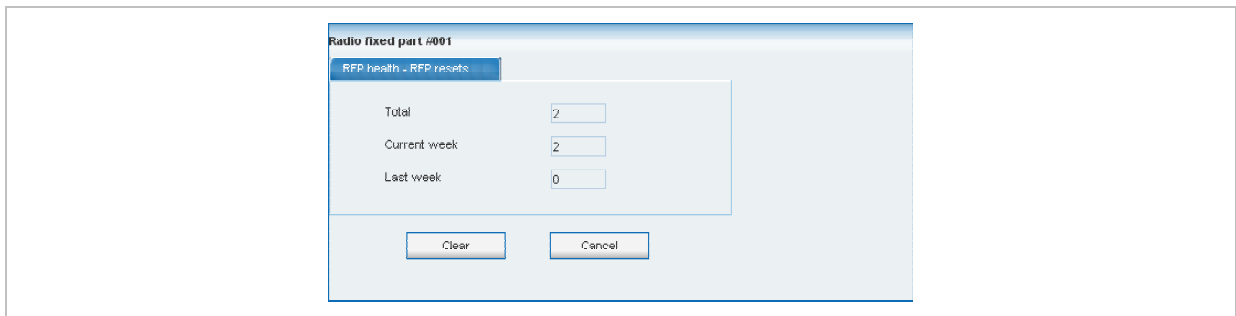 Radio fixed part #001
RFP health - RFP resets
Total 2
Current week 2
Last week 0
Clear Cancel